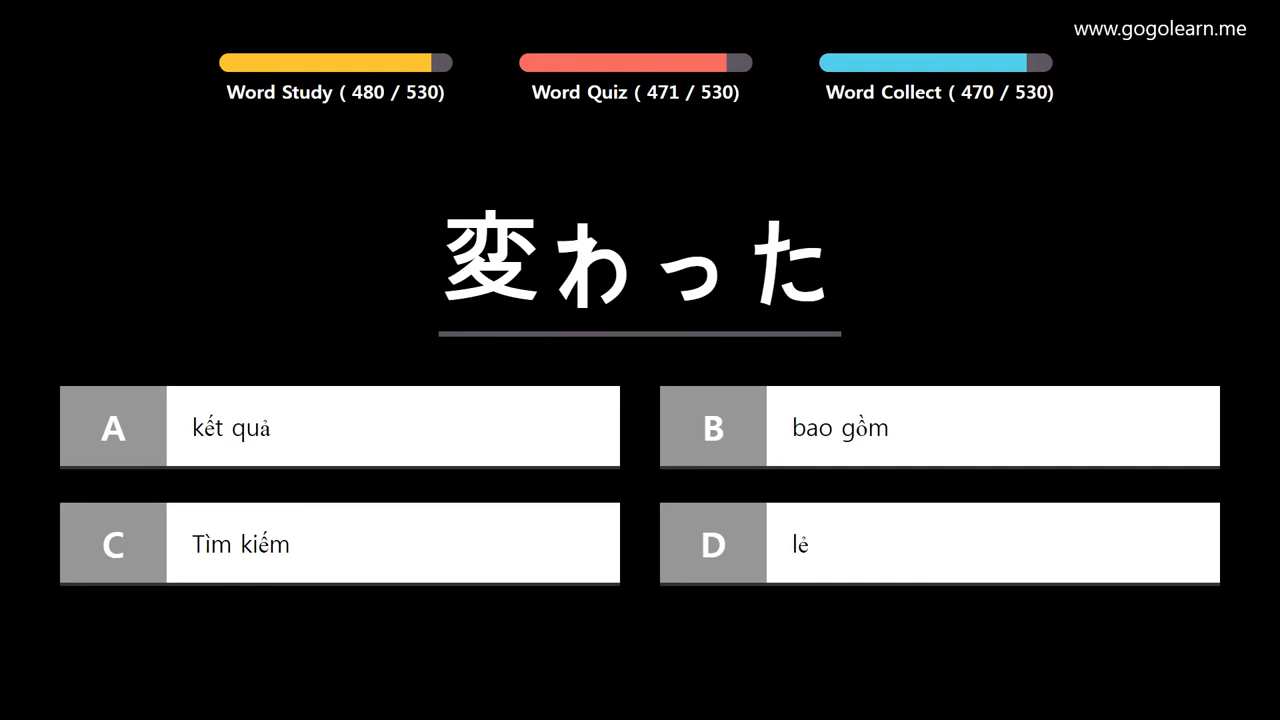 www.gogolearn.me
Word Study ( 480 / 530)
Word Quiz ( 471 / 530)
Word Collect ( 470 / 530)
変わった
A kết quả
B bao gồm
C Tìm kiếm
D lẻ